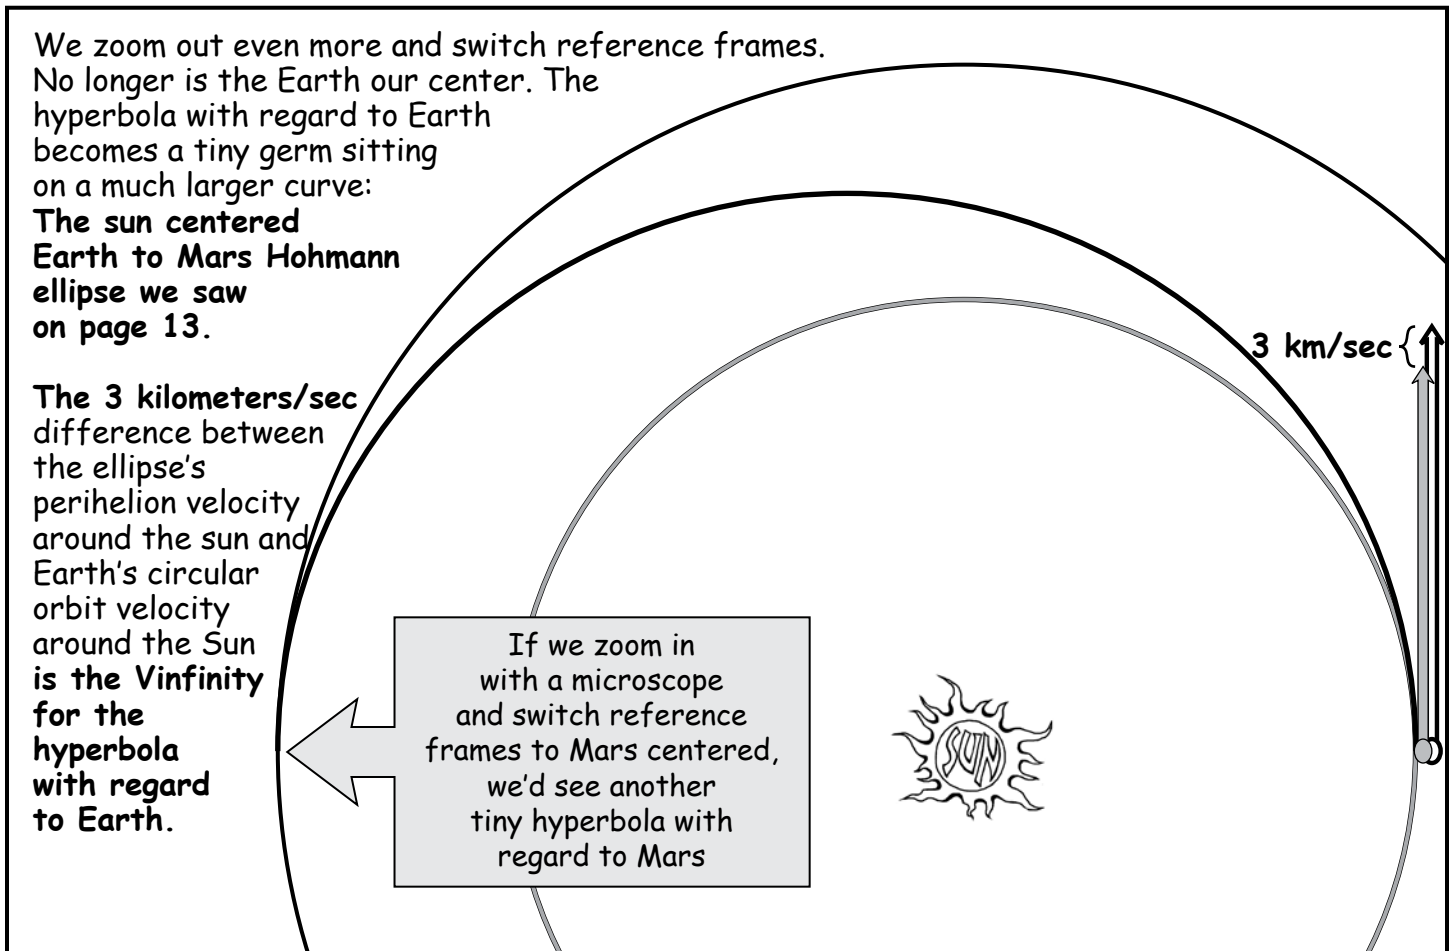 We zoom out even more and switch reference frames.
No longer is the Earth our center. The
hyperbola with regard to Earth
becomes a tiny germ sitting
on a much larger curve:
The sun centered
Earth to Mars Hohmann
ellipse we saw
on page 13.
The 3 kilometers/sec
difference between
the ellipse's
perihelion velocity
around the sun and
Earth's circular
orbit velocity
around the Sun
is the Vinfinity
for the
hyperbola
with regard
to Earth.
3 km/sec
If we zoom in
with a microscope
and switch reference
frames to Mars centered,
we'd see another
tiny hyperbola with
regard to Mars
SUN